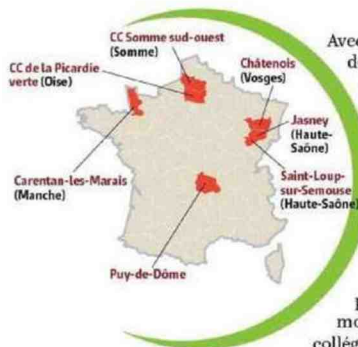 CC Somme sud-ouest
(Somme)
CC de la Picardie
verte (Oise)
Châtenois
(Vosges)
Jasney
(Haute-
Saône)
Carentan-les-Marais
(Manche)
Saint-Loup-
sur-Semouse
(Haute-Saône)
Puy-de-Dôme
Avec
mo
collég